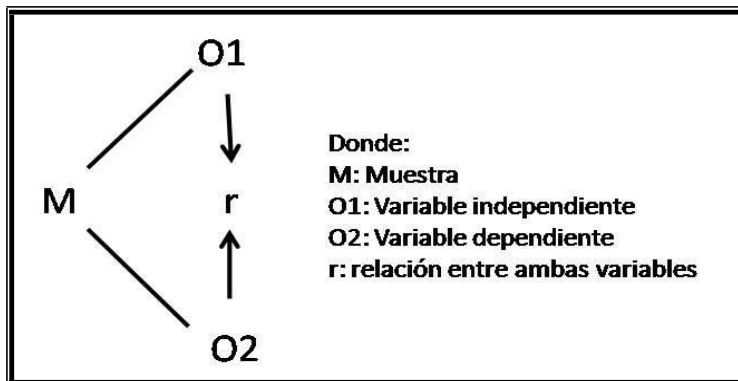 O1
M
r
O2
Donde:
M: Muestra
O1: Variable independiente
O2: Variable dependiente
r: relación entre ambas variables